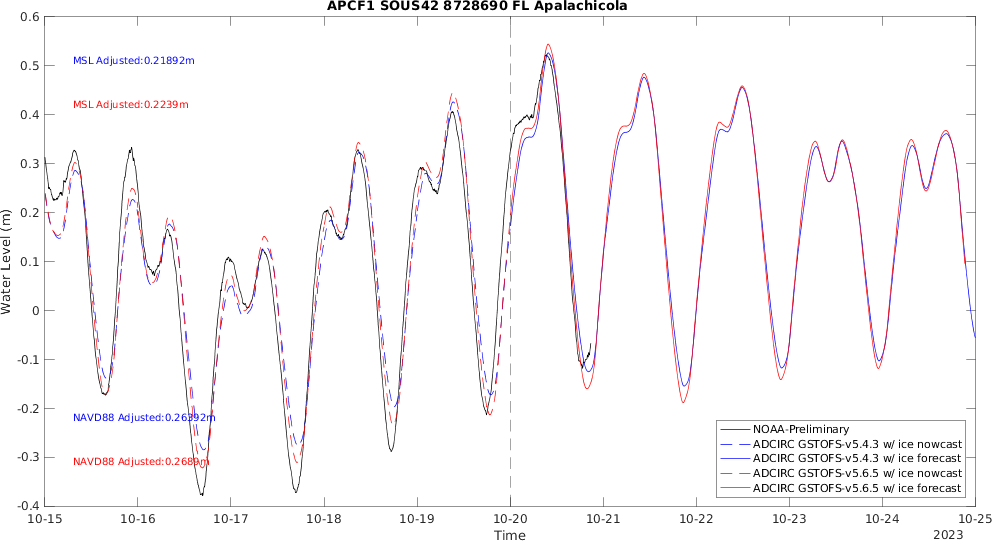 APCF1 SOUS42 8728690 FL Apalachicola
0.6
0.5
0.4
0.3
0.2
0.1
0
-0.1
-0.2
-0.3
-0.4
Water Level (m)
MSL Adjusted:0.21892m
MSL Adjusted:0.2239m
NAVD88 Adjusted:0.26392m
NAVD88 Adjusted:0.2689m
NOAA-Preliminary
ADCIRC GSTOFS-v5.4.3 w/ ice nowcast
ADCIRC GSTOFS-v5.4.3 w/ ice forecast
ADCIRC GSTOFS-v5.6.5 w/ ice nowcast
ADCIRC GSTOFS-v5.6.5 w/ ice forecast
10-15 10-16 10-17 10-18 10-19 10-20 10-21 10-22 10-23 10-24 10-25
Time
2023